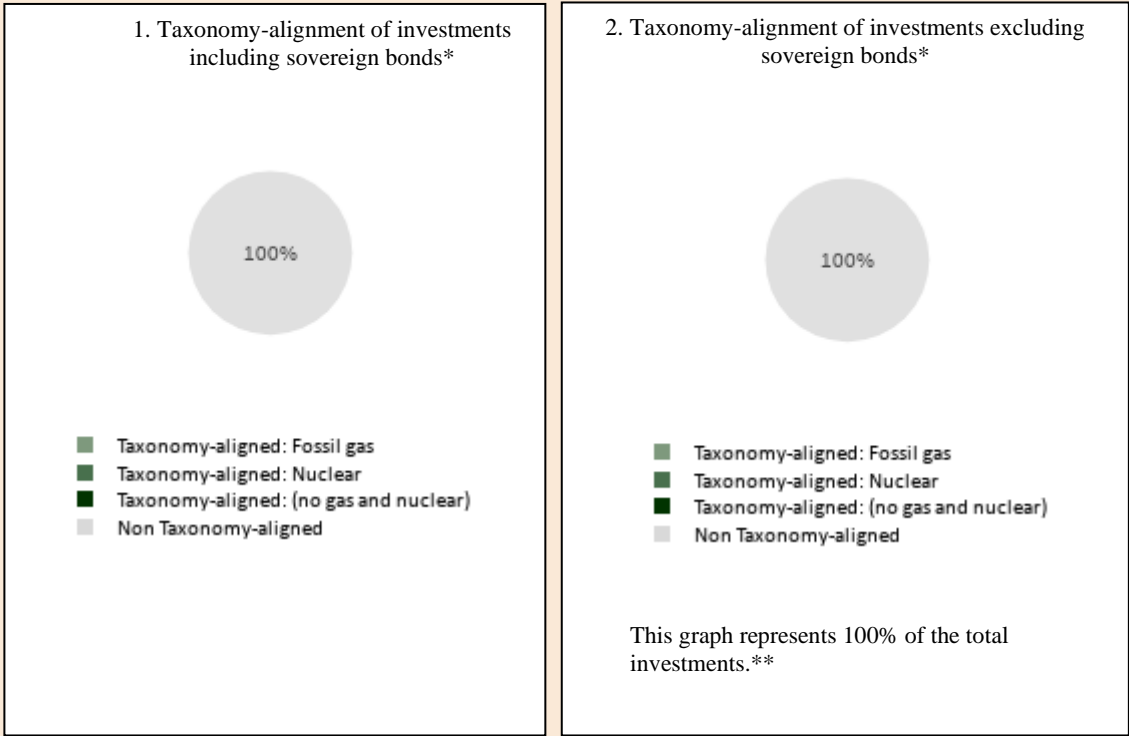 1. Taxonomy-alignment of investments
including sovereign bonds*
100%
Taxonomy-aligned: Fossil gas
Taxonomy-aligned: Nuclear
Taxonomy-aligned: (no gas and nuclear)
Non Taxonomy-aligned
2. Taxonomy-alignment of investments excluding
sovereign bonds*
100%
Taxonomy-aligned: Fossil gas
Taxonomy-aligned: Nuclear
Taxonomy-aligned: (no gas and nuclear)
Non Taxonomy-aligned
This graph represents 100% of the total
investments.**